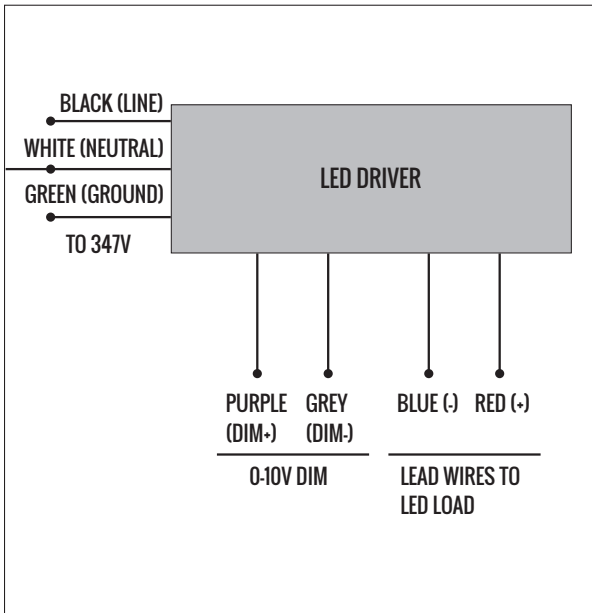 BLACK (LINE)
WHITE (NEUTRAL)
GREEN (GROUND)
TO 347V
LED DRIVER
PURPLE
(DIM+)
GREY
(DIM-)
0-10V DIM
BLUE (-)
RED (+)
LEAD WIRES TO
LED LOAD